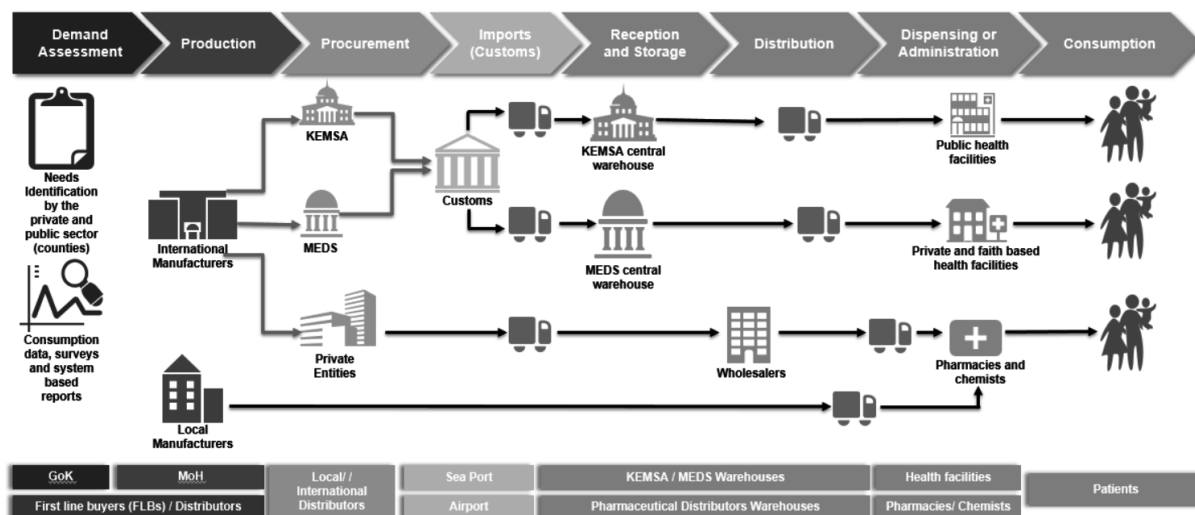 Demand
Assessment
Production
Procurement
Imports
(Customs)
Reception
and Storage
Distribution
Dispensing or
Administration
Consumption
Needs
Identification
by the
private and
public sector
(counties)
Consumption
data, surveys
and system
based
reports
International
Manufacturers
Local
Manufacturers
KEMSA
MEDS
Private
Entities
Customs
KEMSA central
warehouse
MEDS central
warehouse
Wholesalers
Public health
facilities
Private and faith based
health facilities
Pharmacies and
chemists
GoK
MoH
First line buyers (FLBs) / Distributors
Local/ /
International
Distributors
Sea Port
Airport
KEMSA / MEDS Warehouses
Pharmaceutical Distributors Warehouses
Health facilities
Pharmacies/ Chemists
Patients